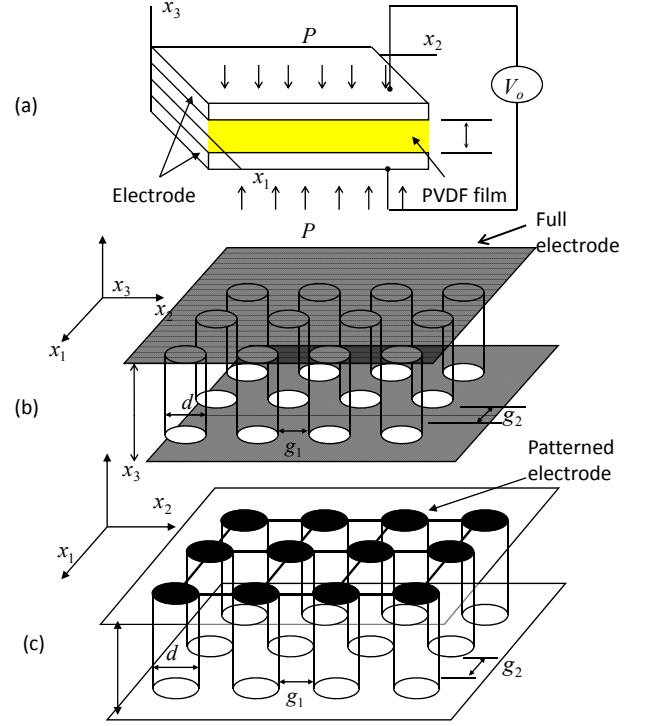 x3
P
x2
(a)
Vo
x1
Electrode
PVDF film
P
Full
electrode
x3
x2
x1
(b)
d
g1
g2
x3
Patterned
electrode
x2
x1
(c)
d
g1
g2